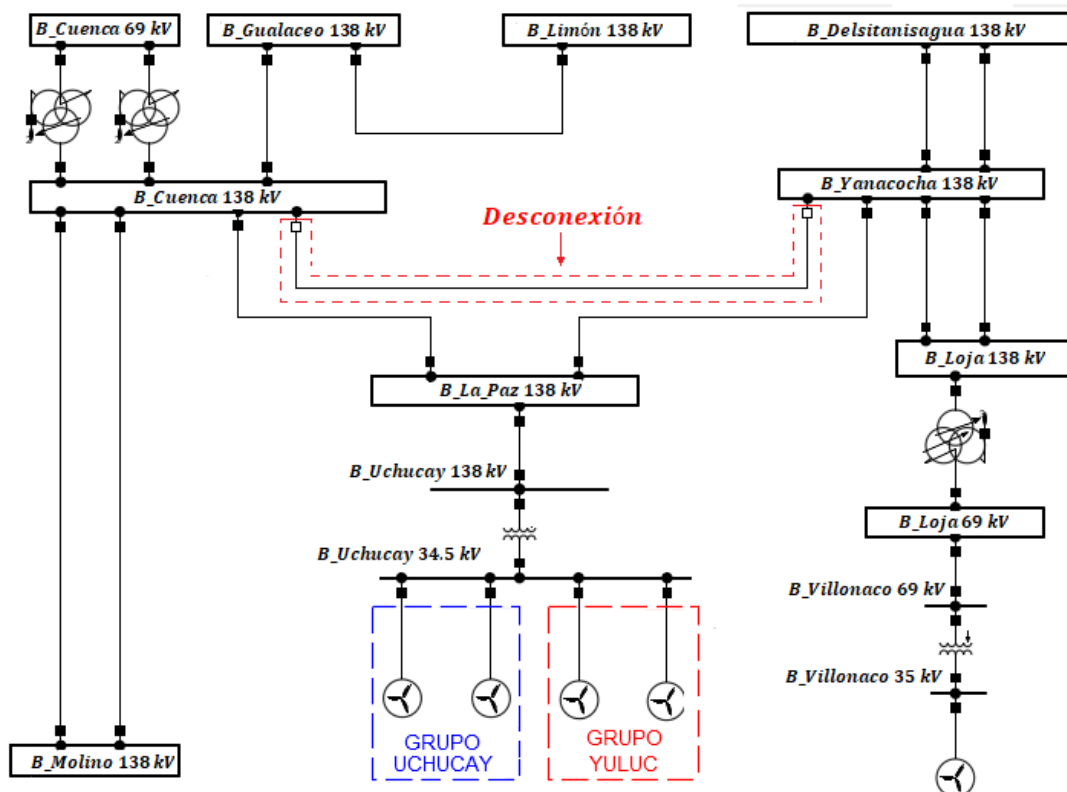 B_Cuenca 69 kV
B_Gualaceo 138 kV
B_Limón 138 kV
B_Delsitanisagua 138 kV
B_Cuenca 138 kV
B_Yanacocha 138 kV
Desconexión
B_Loja 138 kV
B_La_Paz 138 kV
B_Uchucay 138 kV
B_Loja 69 kV
B_Uchucay 34.5 kV
B_Villonaco 69 kV
B_Villonaco 35 kV
GRUPO
UCHUCAY
GRUPO
YULUC
B_Molino 138 kV